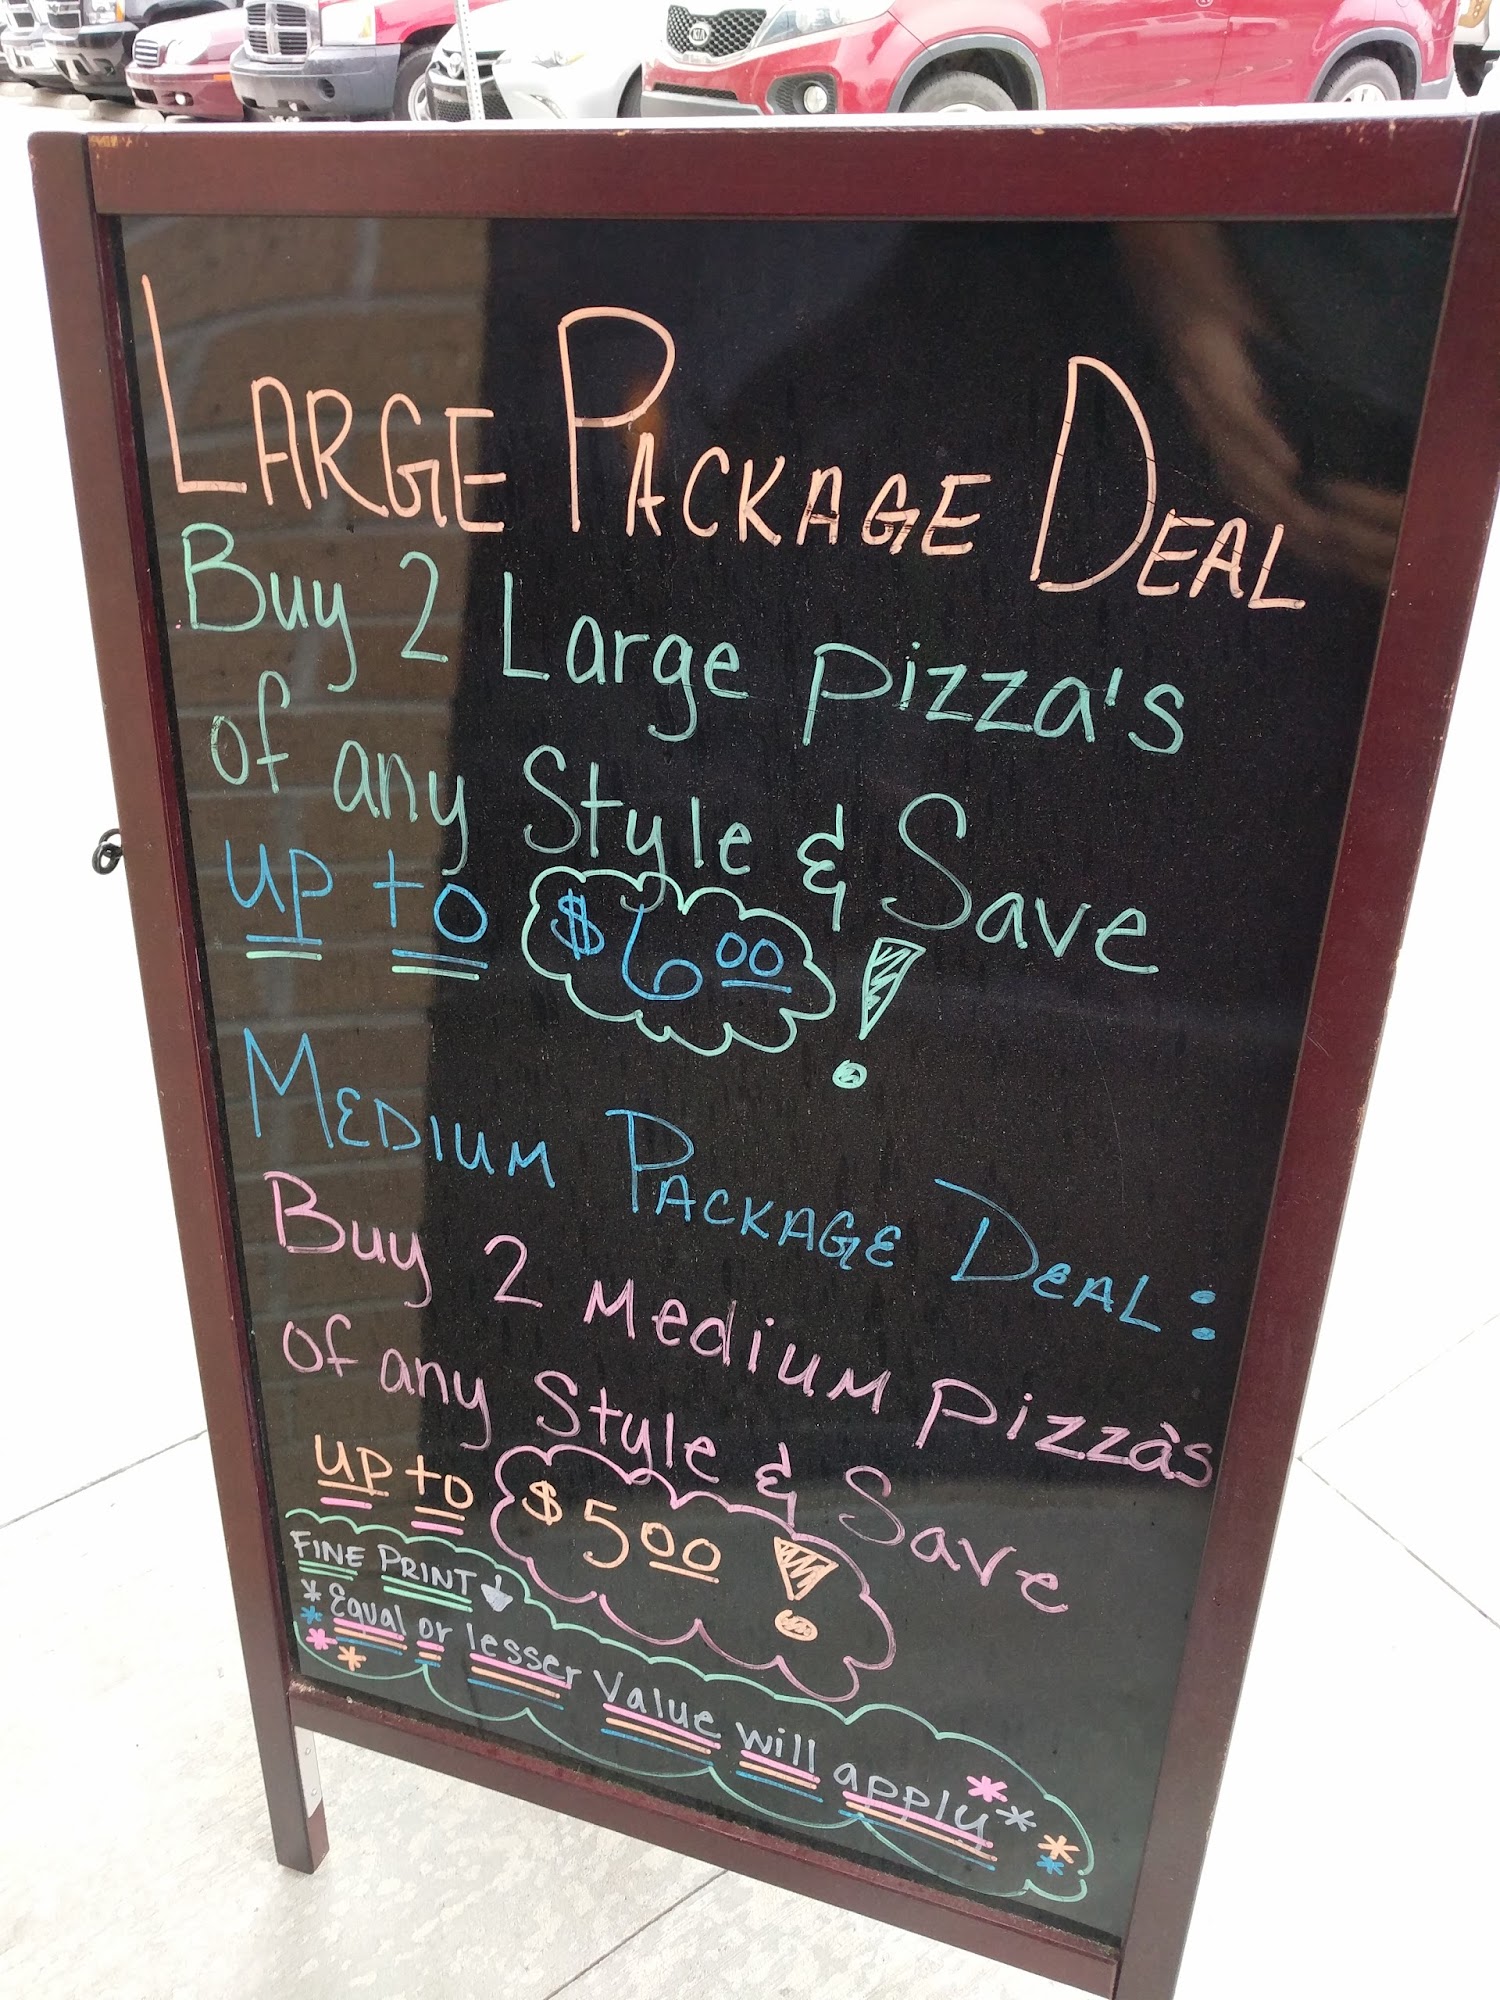 KIA
LARGE PACKAGE DEAL
Buy 2 Large pizza's
of any Style & Save
up to $6.00!
MEDIUM PACKAGE DEAL:
Buy 2 Medium pizza's
of any Style & Save
up to $5.00!
FINE PRINT ↓
* Equal or lesser value will apply **